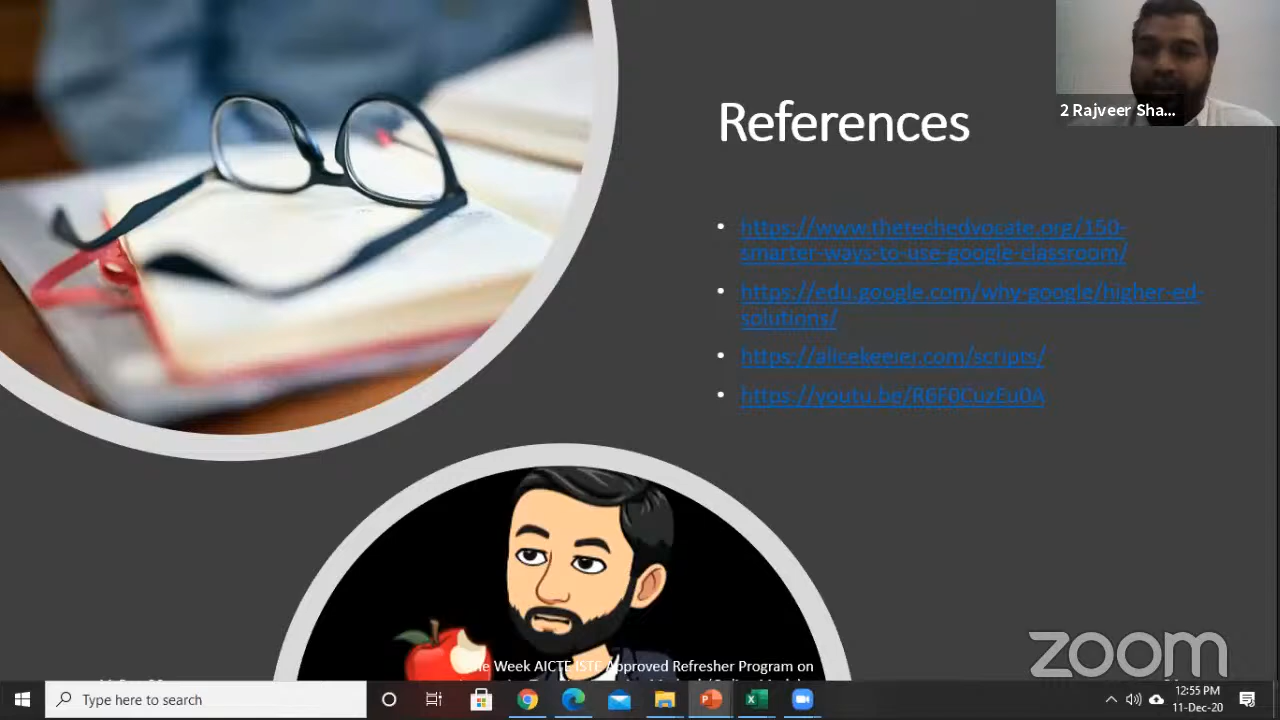 2 Rajveer Sha...
References
• https://www.thetechedvocate.org/150-
smarter-ways-to-use-google-classroom/
• https://edu.google.com/why-google/higher-ed-
solutions/
• https://alicekeeler.com/scripts/
• https://youtu.be/
Week AICTE ISTE Approved Refresher Program on
zoom
Type here to search
12:55 PM
11-Dec-20